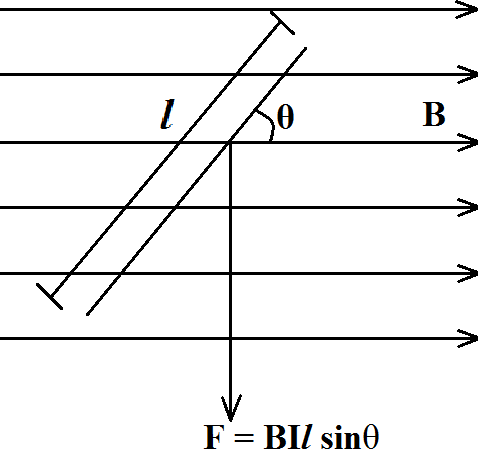 l
θ
B
F = BIl sinθ